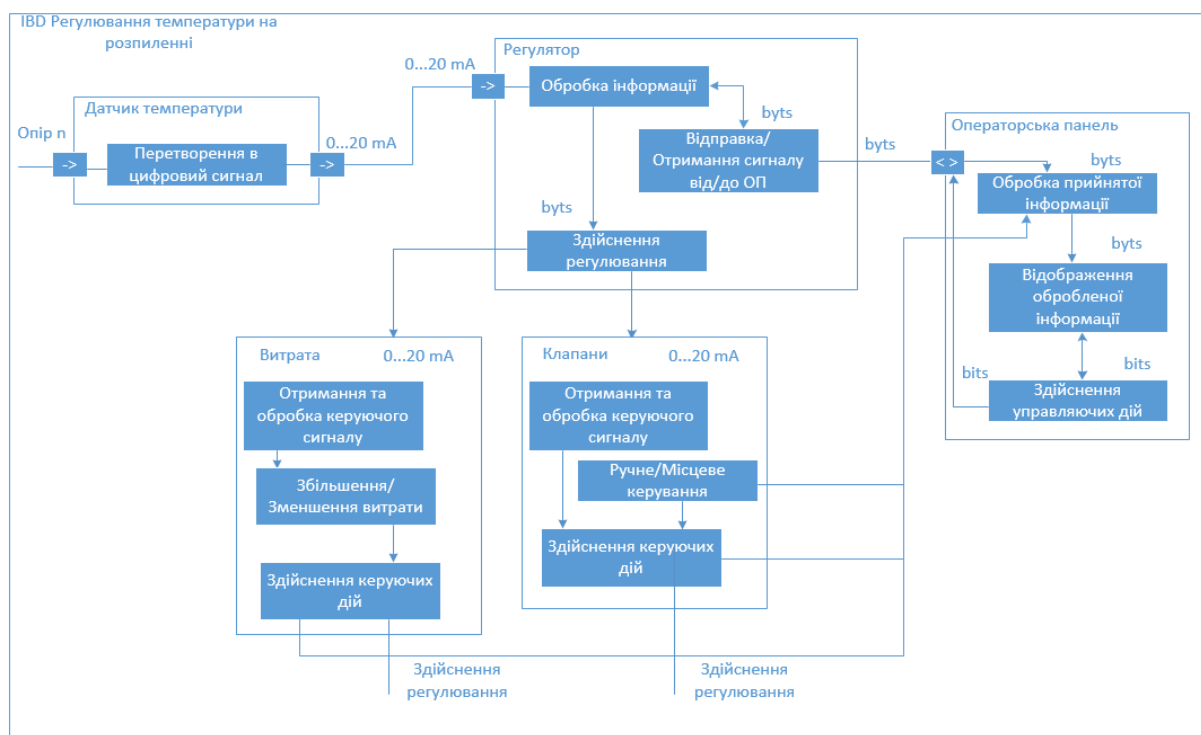 IBD Регулювання температури на
розпиленні
Опір n
->
Датчик температури
Перетворення в
цифровий сигнал
->
0...20 mA
0...20 mA
->
Регулятор
Обробка інформації
byts
Відправка/
Отримання сигналу
від/до ОП
byts
Здійснення
регулювання
byts
Операторська панель
< >
byts
Обробка прийнятої
інформації
byts
Відображення
обробленої
інформації
bits
bits
Здійснення
управляючих дій
Витрата
0...20 mA
Отримання та
обробка керуючого
сигналу
Збільшення/
Зменшення витрати
Здійснення керуючих
дій
Клапани
0...20 mA
Отримання та
обробка керуючого
сигналу
Ручне/Місцеве
керування
Здійснення керуючих
дій
Здійснення
регулювання
Здійснення
регулювання